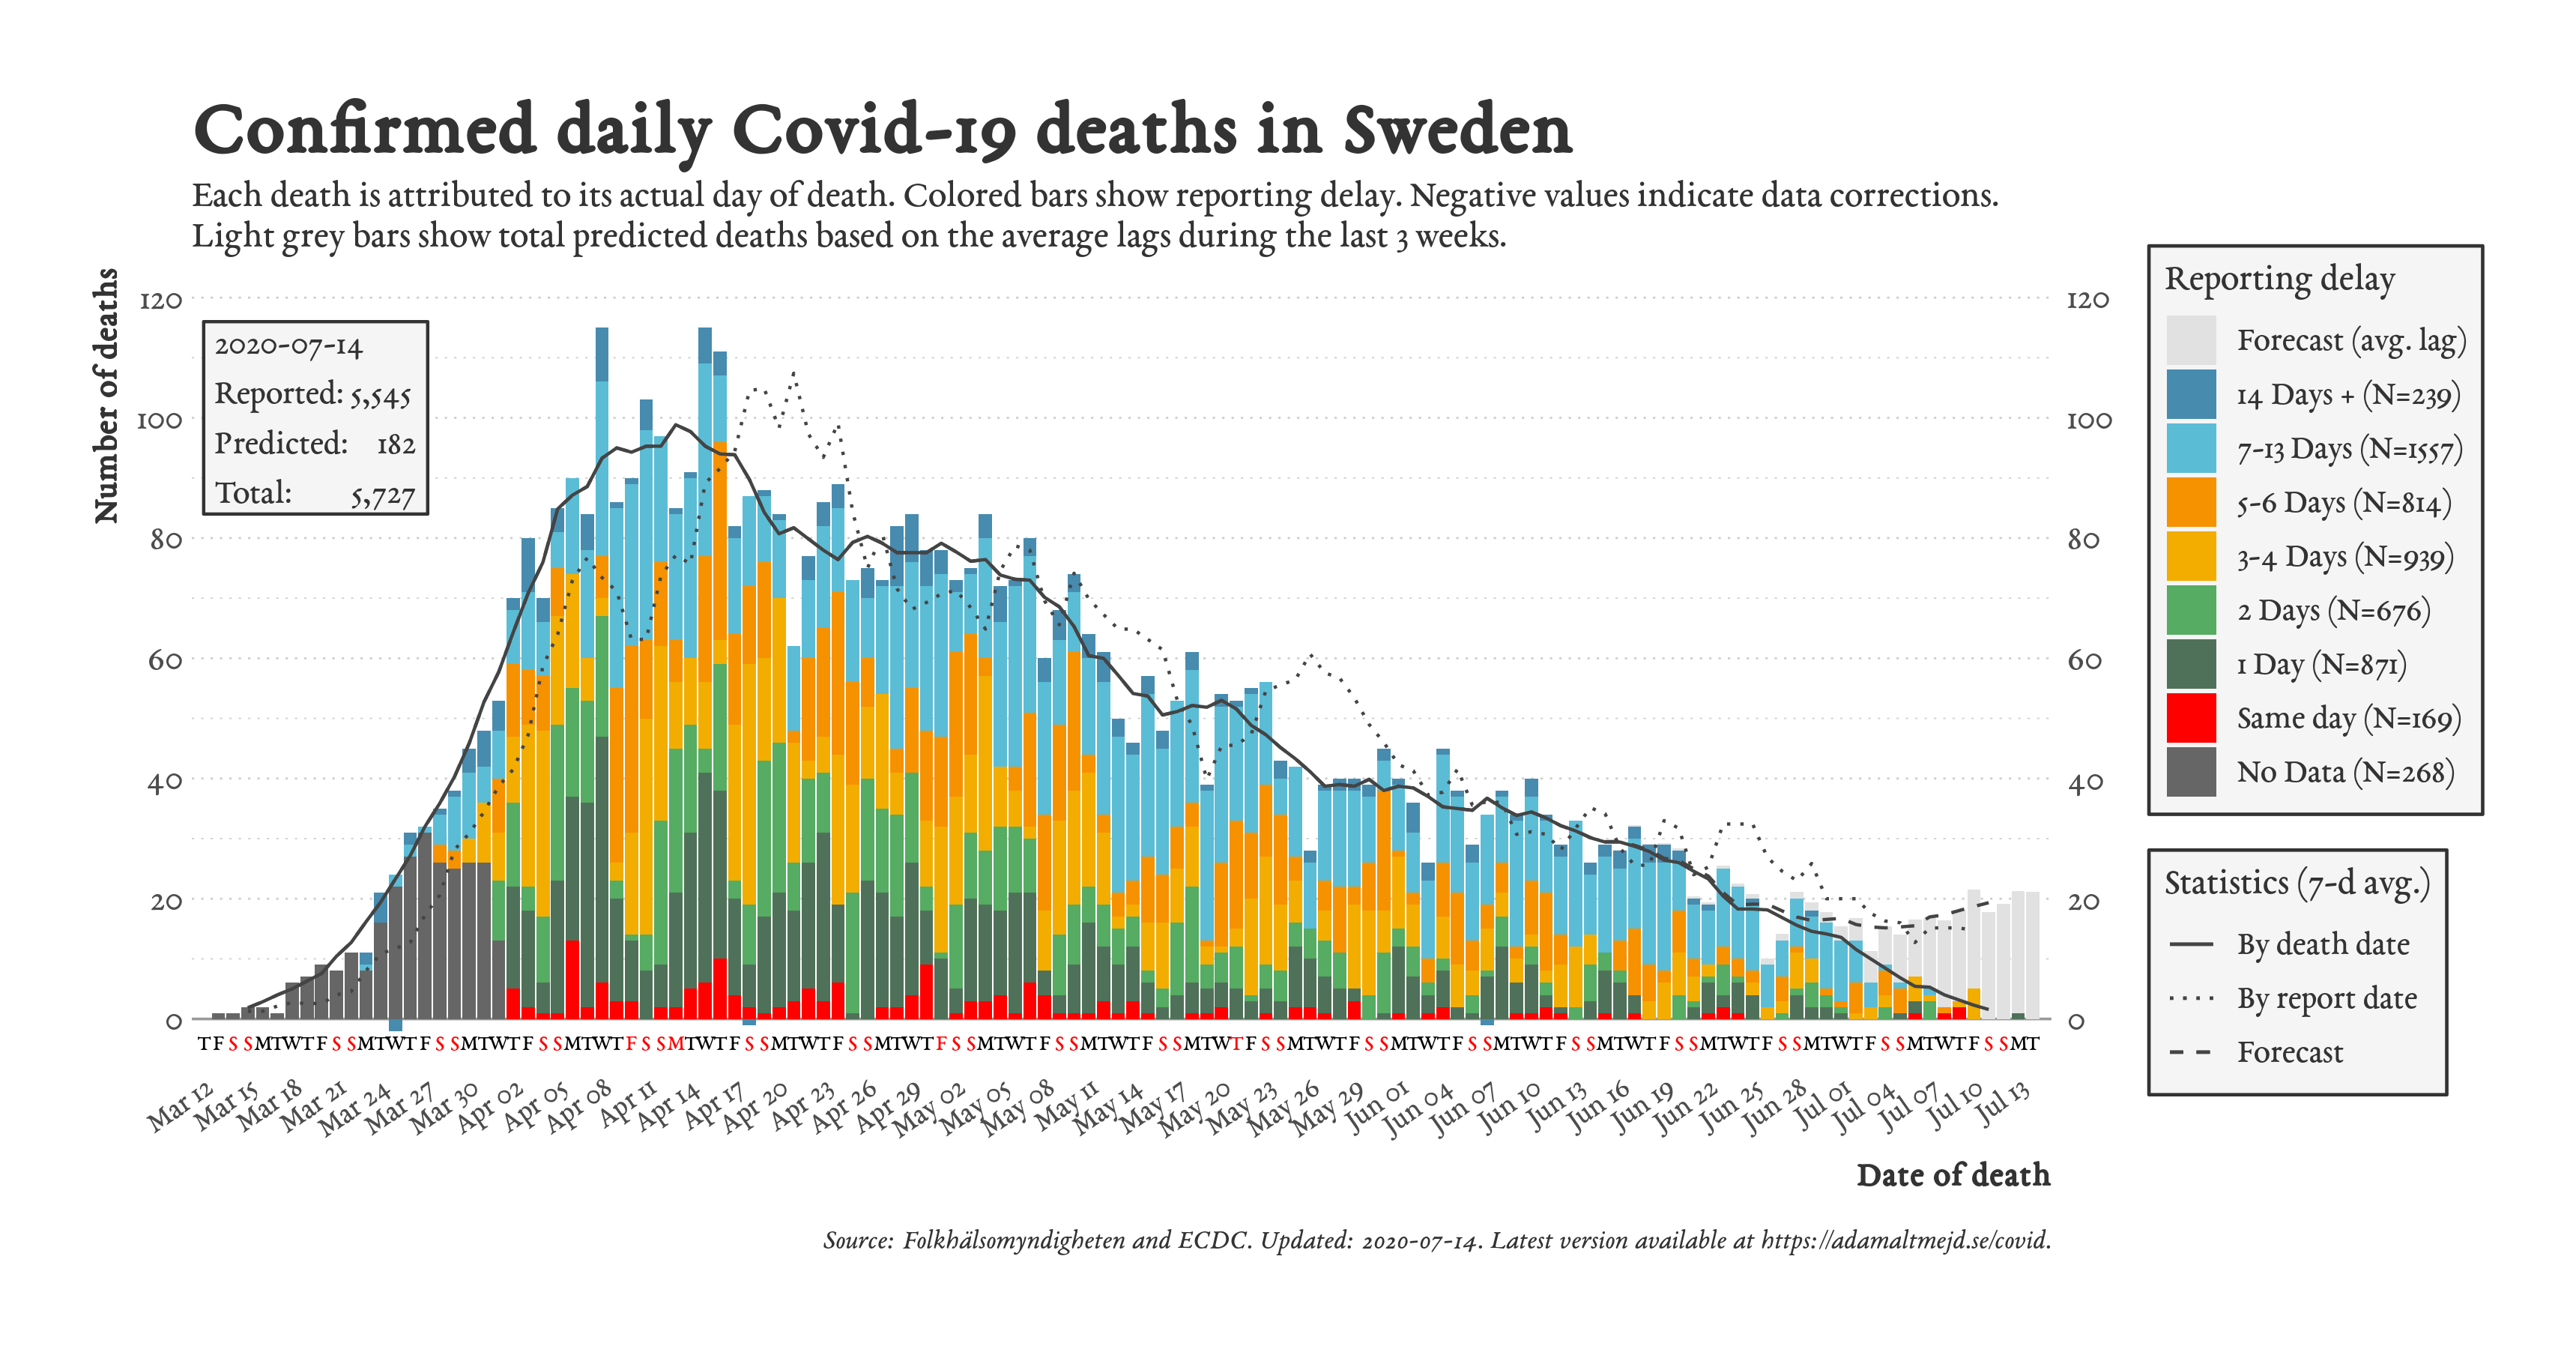 Confirmed daily Covid-19 deaths in Sweden
Each death is attributed to its actual day of death. Colored bars show reporting delay. Negative values indicate data corrections.
Light grey bars show total predicted deaths based on the average lags during the last 3 weeks.
Number of deaths
120
100
80
60
40
20
0
2020-07-14
Reported: 5,545
Predicted: 182
Total: 5,727
120
100
80
60
40
20
0
Reporting delay
Forecast (avg. lag)
14 Days + (N=239)
7-13 Days (N=1557)
5-6 Days (N=814)
3-4 Days (N=939)
2 Days (N=676)
1 Day (N=871)
Same day (N=169)
No Data (N=268)
Statistics (7-d avg.)
By death date
By report date
Forecast
T F S S M T W T F S S M T W T F S S M T W T F S S M T W T F S S M T W T F S S M T W T F S S M T W T F S S M T W T F S S M T W T F S S M T W T F S S M T W T F S S M T W T F S S M T W T F S S M T W T F S S M T W T F S S M T W T F S S M T W T F S S M T
Mar 12 Mar 15 Mar 18 Mar 21 Mar 24 Mar 27 Mar 30 Apr 02 Apr 05 Apr 08 Apr 11 Apr 14 Apr 17 Apr 20 Apr 23 Apr 26 Apr 29 May 02 May 05 May 08 May 11 May 14 May 17 May 20 May 23 May 26 May 29 Jun 01 Jun 04 Jun 07 Jun 10 Jun 13 Jun 16 Jun 19 Jun 22 Jun 25 Jun 28 Jul 01 Jul 04 Jul 07 Jul 10 Jul 13
Date of death
Source: Folkhälsomyndigheten and ECDC. Updated: 2020-07-14. Latest version available at https://adamaltmejd.se/covid.